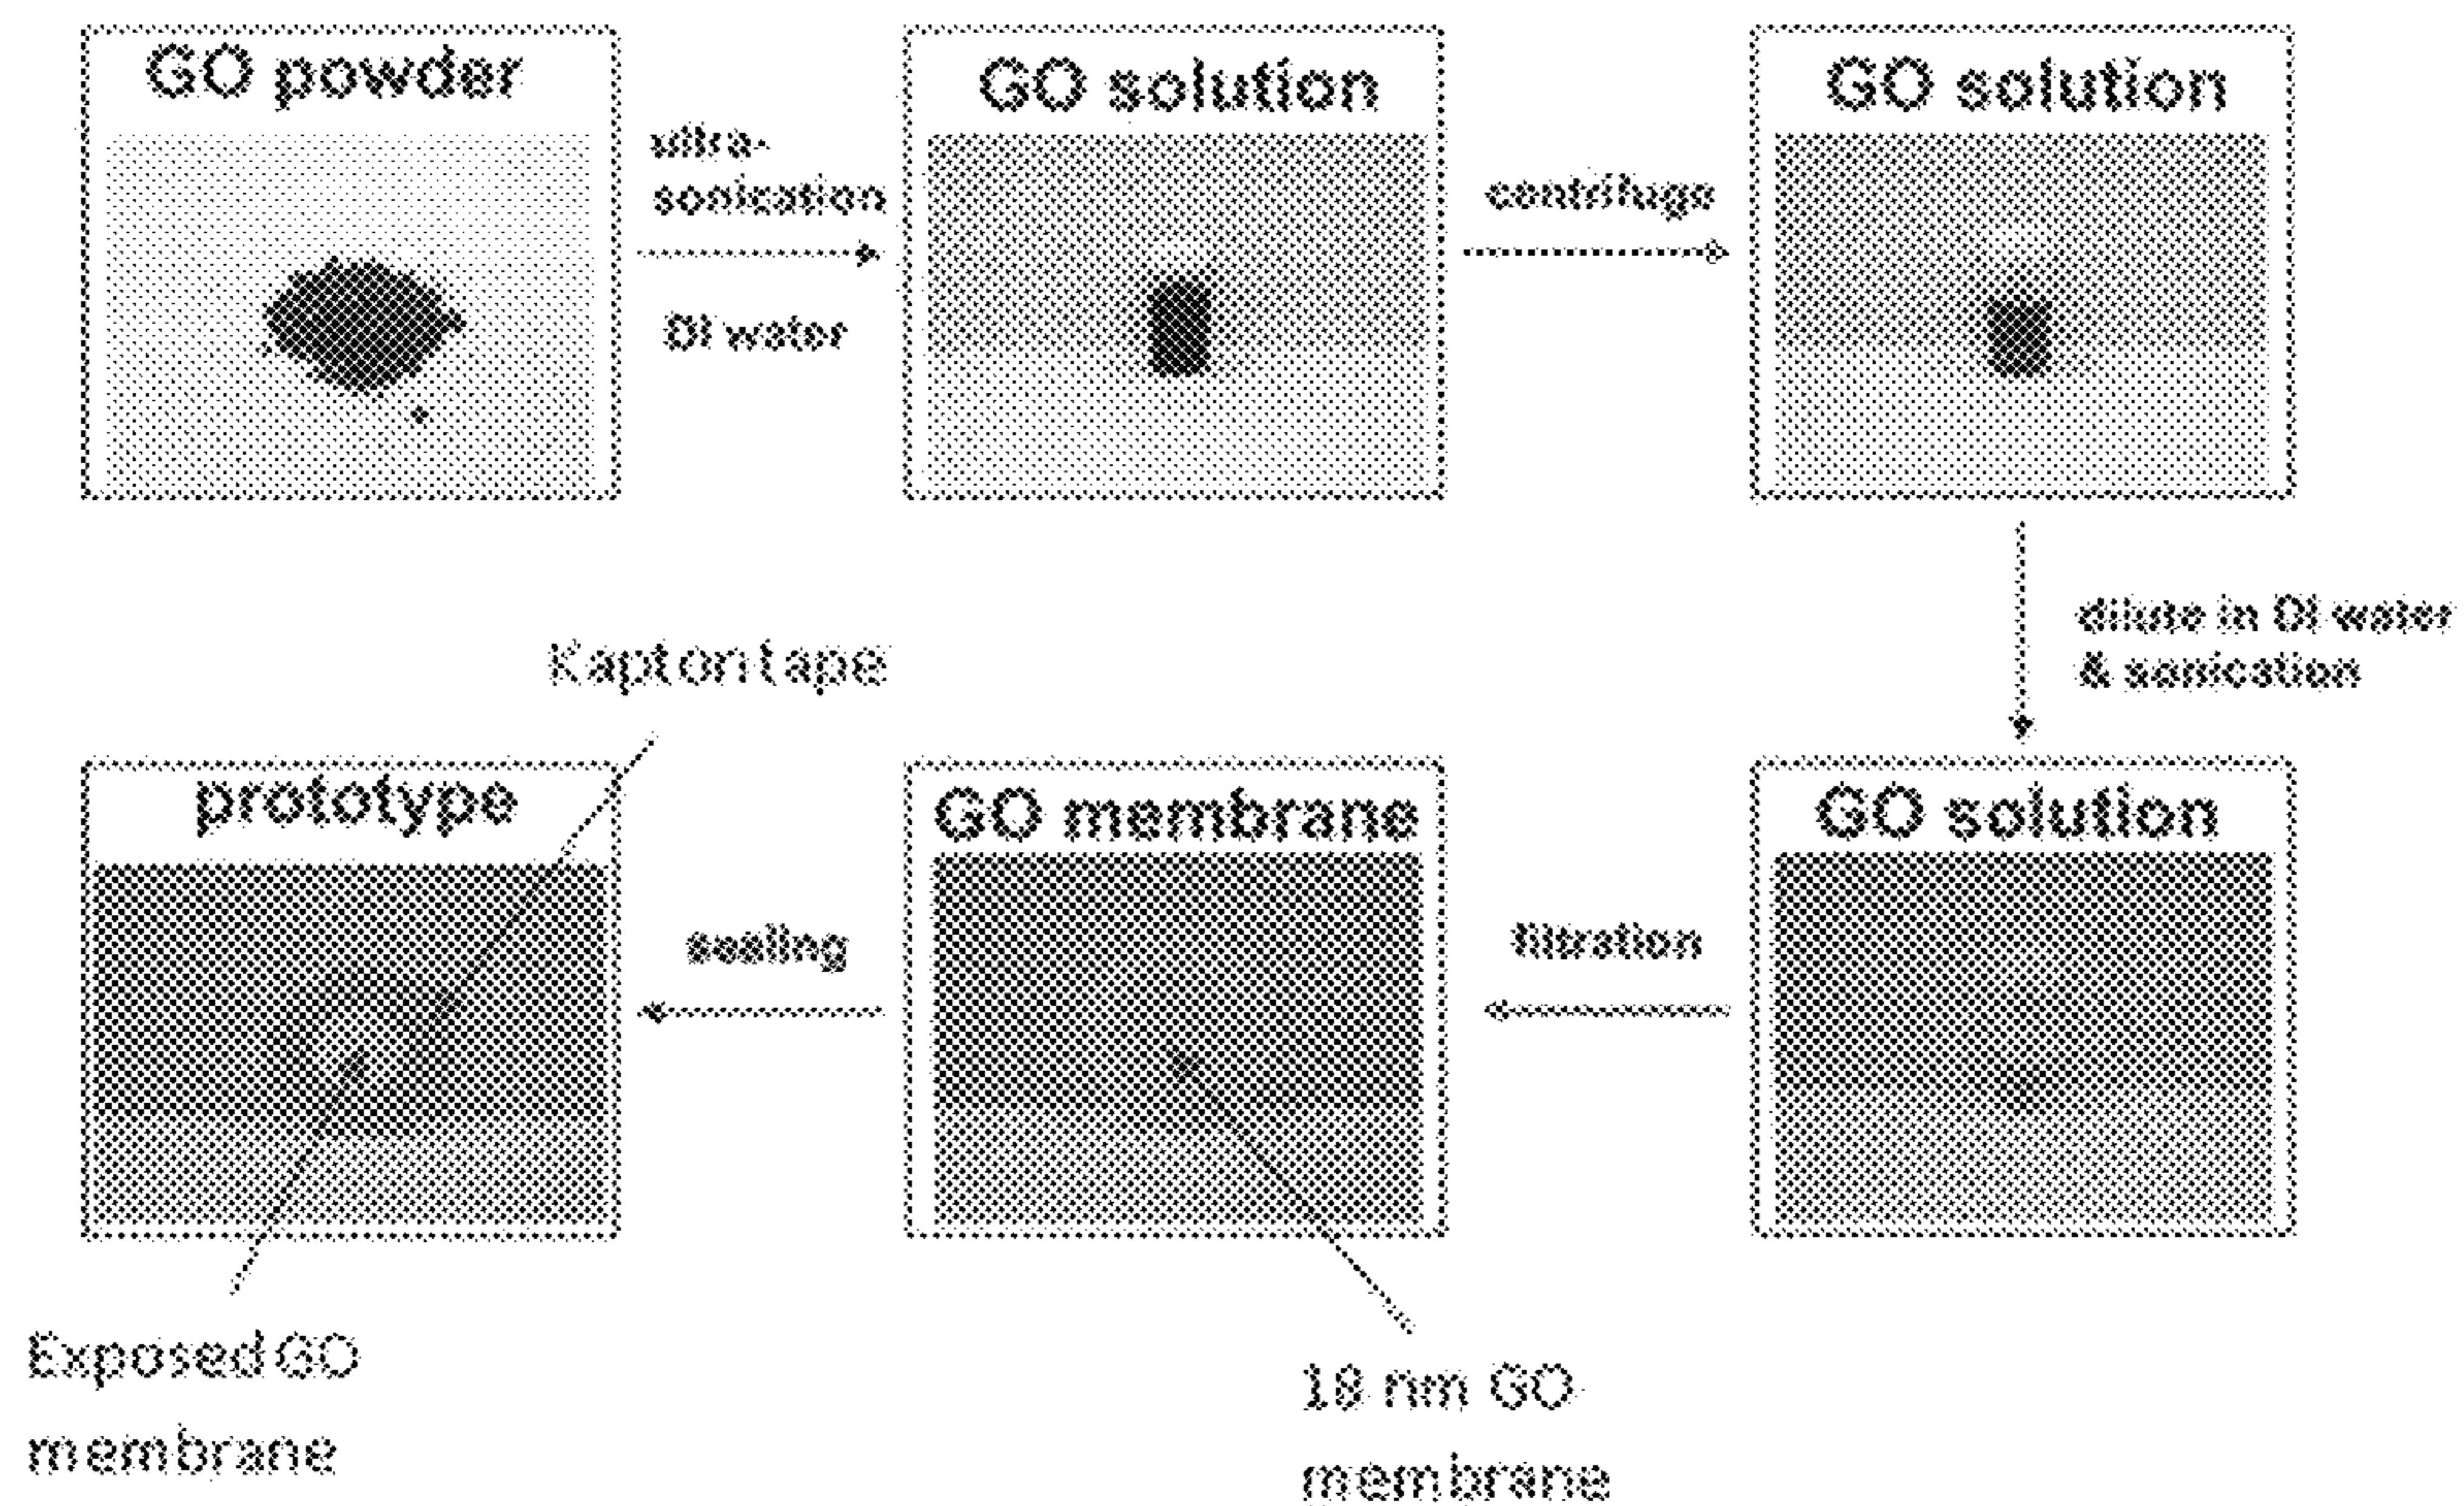 GO powder
ultra-
sonication
DI water
GO solution
centrifuge
GO solution
dilute in DI water
& sonication
GO solution
filtration
GO membrane
18 nm GO
membrane
sealing
prototype
Kapton tape
Exposed GO
membrane